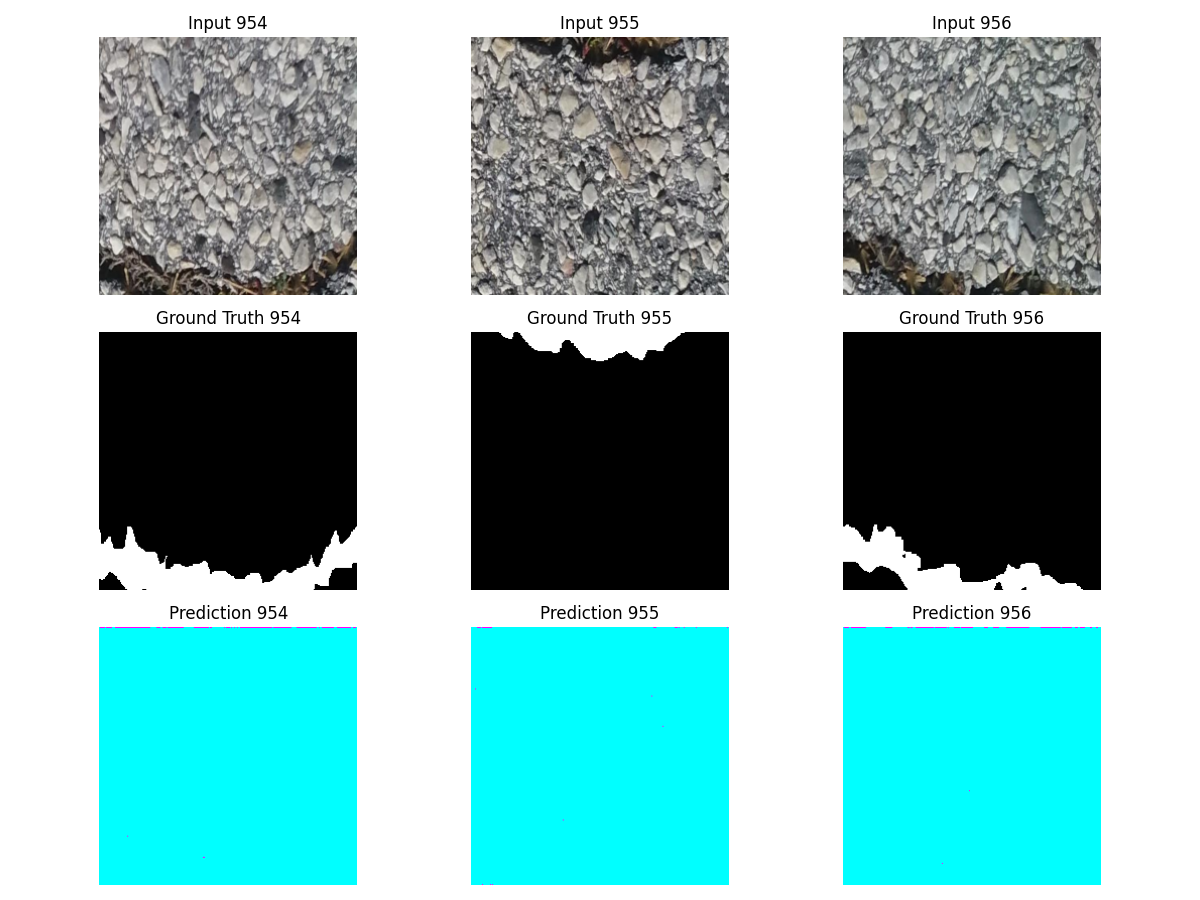 Input 954
Input 955
Input 956
Ground Truth 954
Ground Truth 955
Ground Truth 956
Prediction 954
Prediction 955
Prediction 956